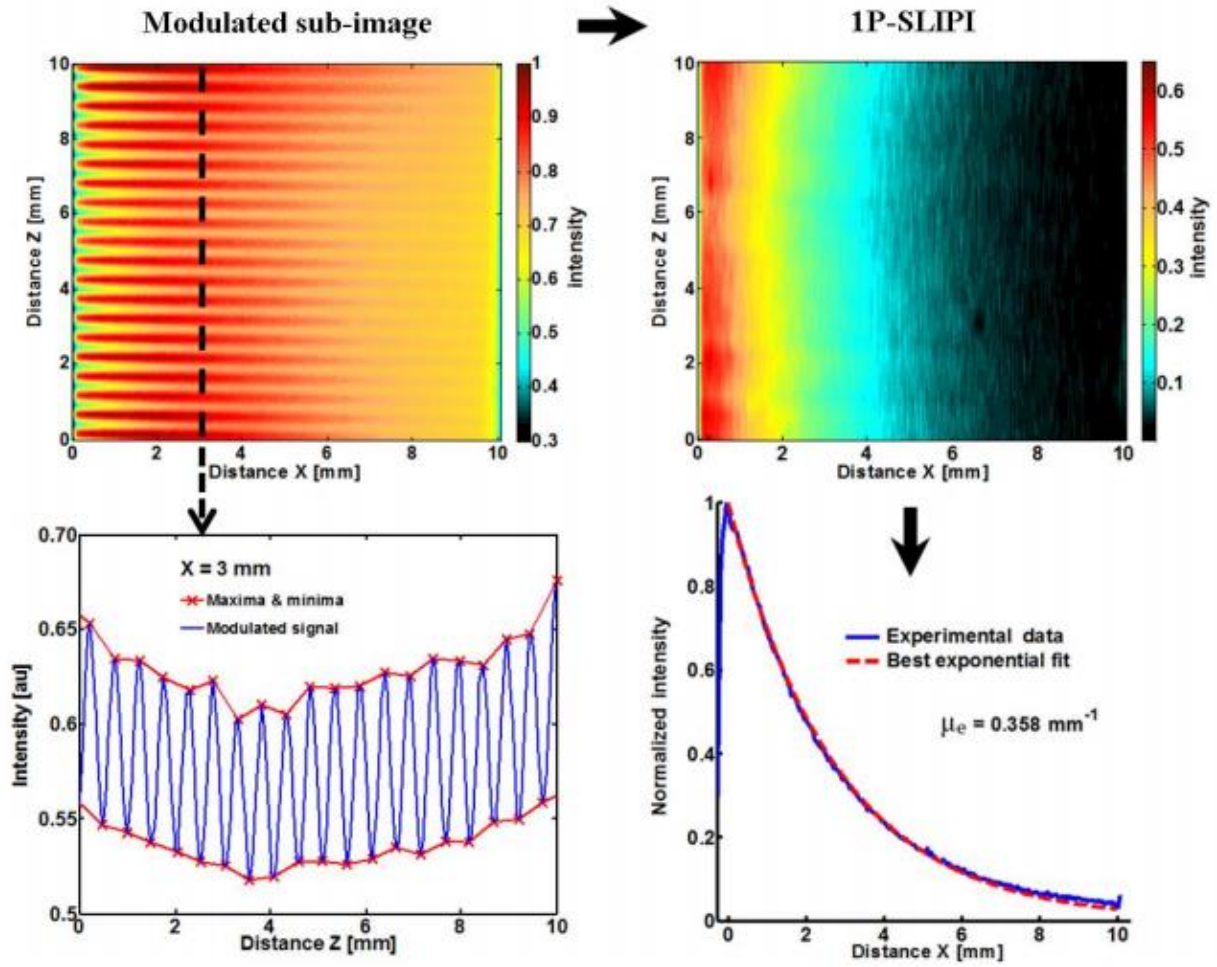 Modulated sub-image
1P-SLIPI
10
8
6
4
2
0
Distance Z [mm]
0 2 4 6 8 10
Distance X [mm]
1
0.9
0.8
0.7
0.6
0.5
0.4
0.3
intensity
10
8
6
4
2
0
Distance Z [mm]
0 2 4 6 8 10
Distance X [mm]
0.6
0.5
0.4
0.3
0.2
0.1
intensity
0.70
0.65
0.6
0.55
0.5
Intensity [au]
X = 3 mm
Maxima & minima
Modulated signal
0 2 4 6 8 10
Distance Z [mm]
1
0.8
0.6
0.4
0.2
0
Normalized intensity
Experimental data
Best exponential fit
μe = 0.358 mm-1
0 2 4 6 8 10
Distance X [mm]